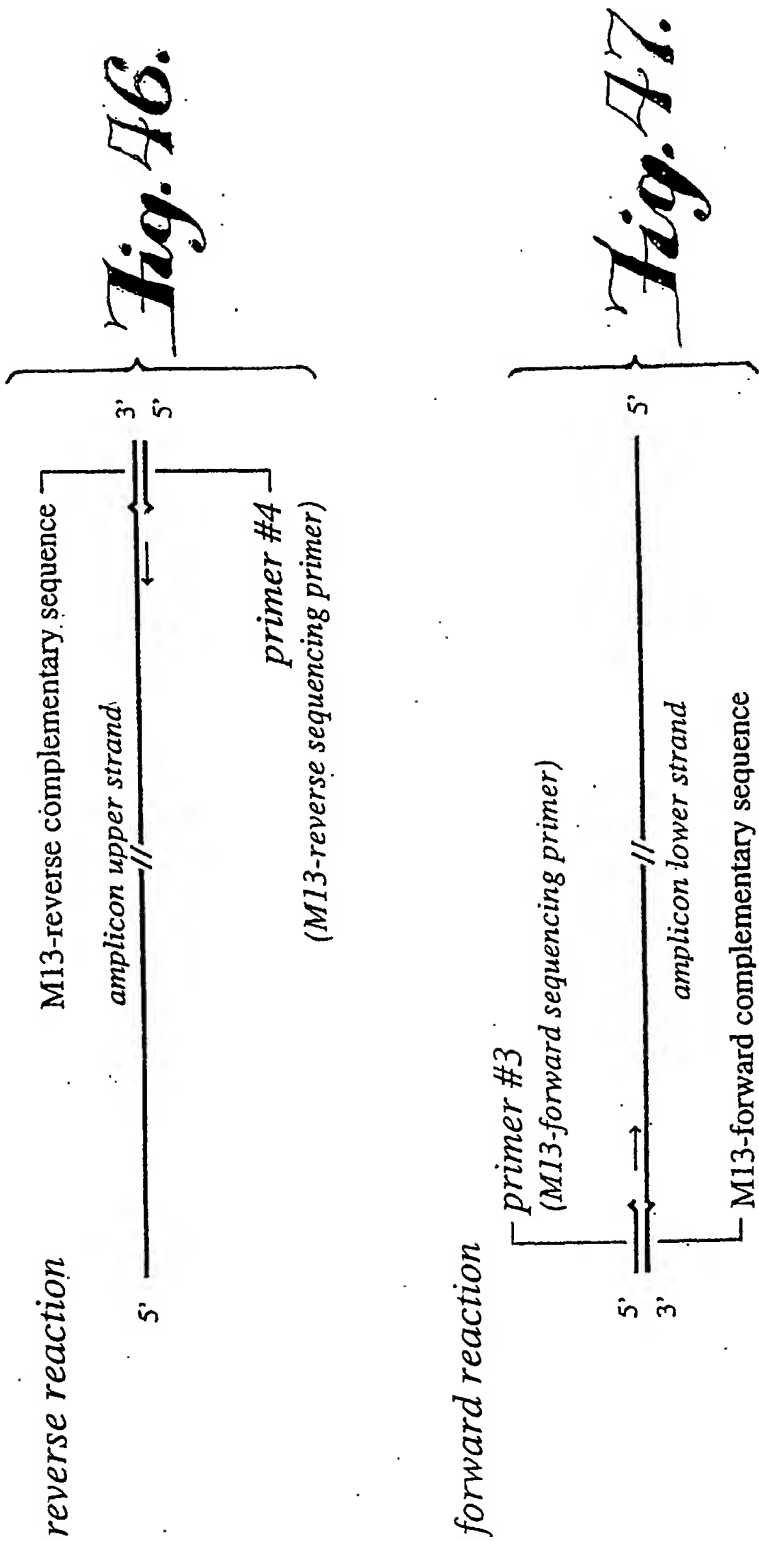 reverse reaction
M13-reverse complementary sequence
amplicon upper strand
5'
3'
5'
primer #4
(M13-reverse sequencing primer)
Fig. 46.
forward reaction
primer #3
(M13-forward sequencing primer)
5'
3'
5'
amplicon lower strand
M13-forward complementary sequence
Fig. 47.